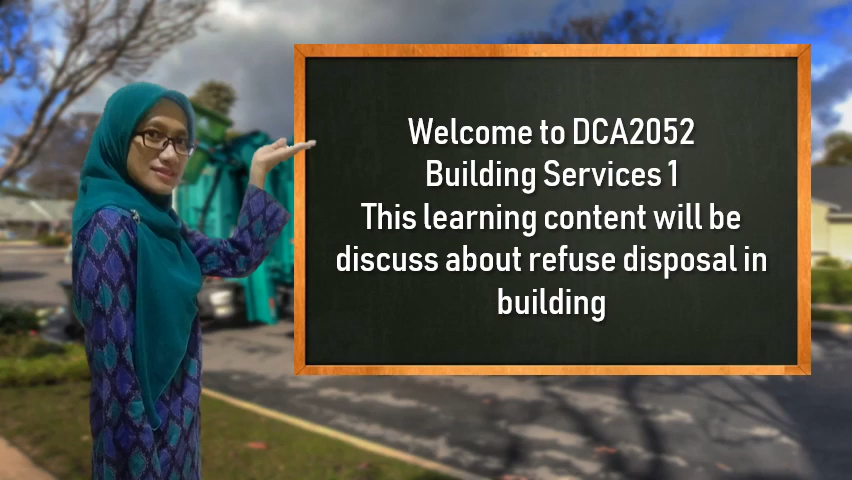 Welcome to DCA2052
Building Services 1
This learning content will be
discuss about refuse disposal in
building